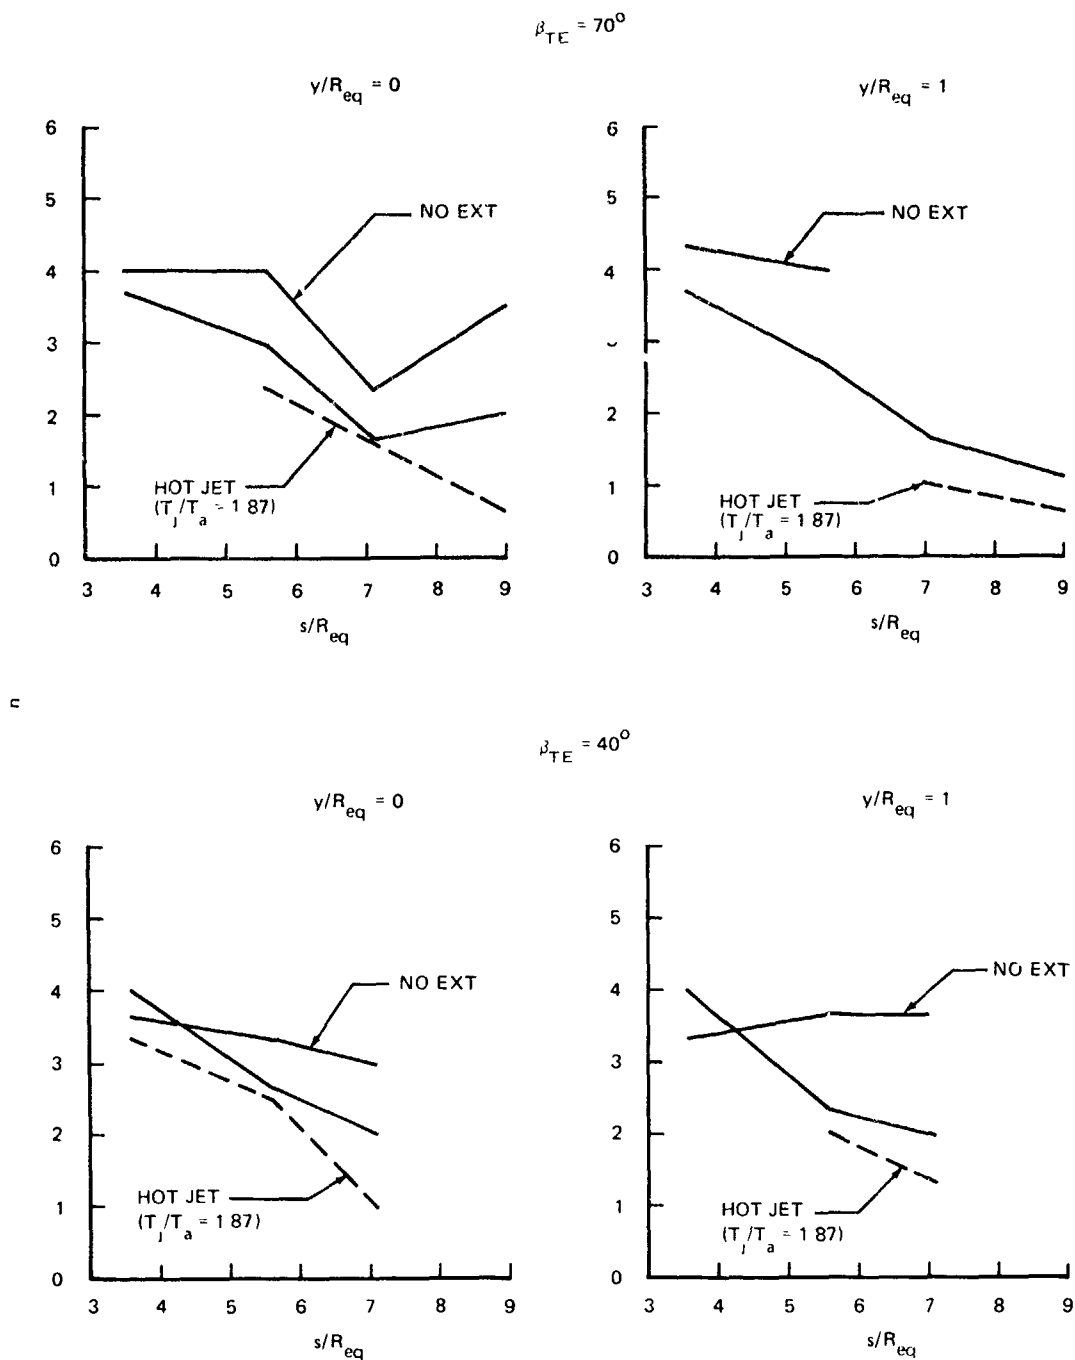 β_TE = 70°
y/R_eq = 0
y/R_eq = 1
6
5
4
3
2
1
0
NO EXT
HOT JET
(T_J/T_a = 1 87)
3 4 5 6 7 8 9
s/R_eq
6
5
4
2
1
0
NO EXT
HOT JET
(T_J/T_a = 1 87)
3 4 5 6 7 8 9
s/R_eq
n
β_TE = 40°
y/R_eq = 0
y/R_eq = 1
6
5
4
3
2
1
0
NO EXT
HOT JET
(T_J/T_a = 1 87)
3 4 5 6 7 8 9
s/R_eq
6
5
4
3
2
1
0
NO EXT
HOT JET
(T_J/T_a = 1 87)
3 4 5 6 7 8 9
s/R_eq